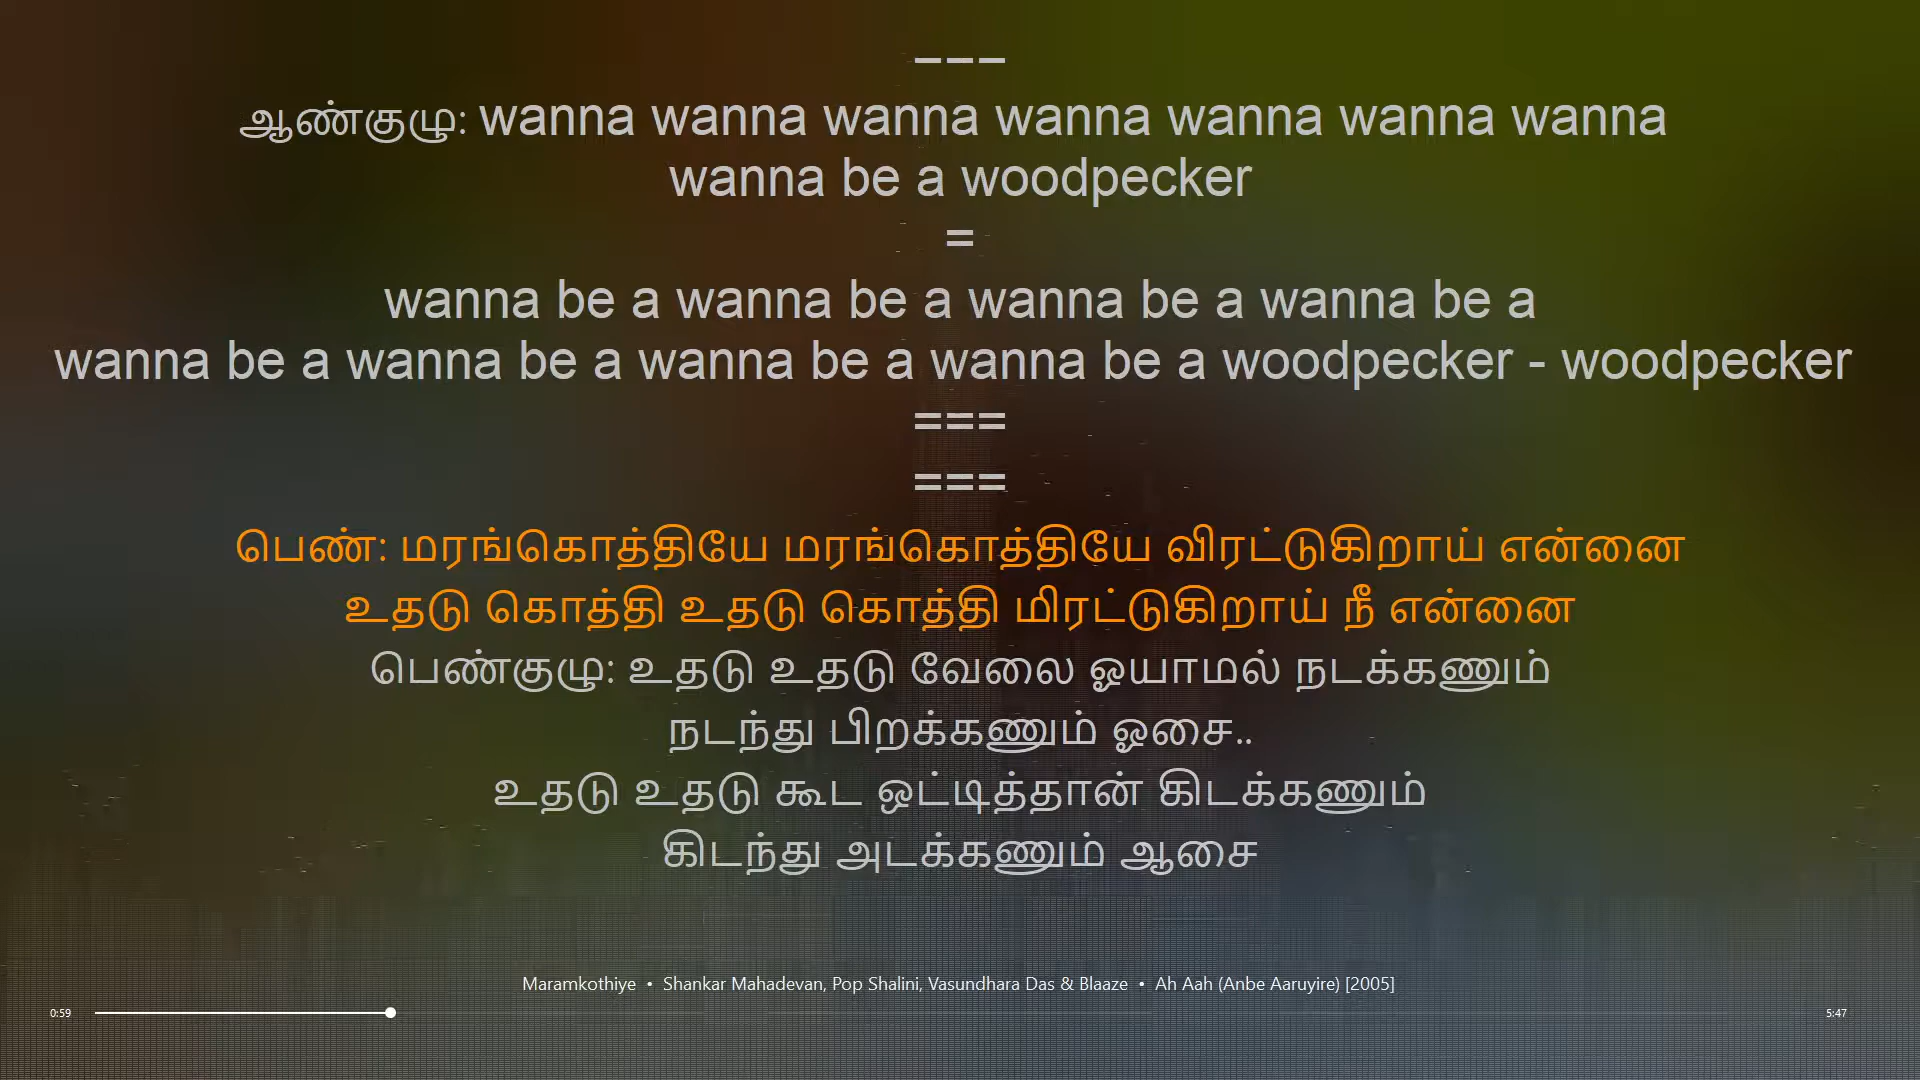 ---
ஆண்குழு: wanna wanna wanna wanna wanna wanna wanna
wanna be a woodpecker
=
wanna be a wanna be a wanna be a wanna be a
wanna be a wanna be a wanna be a wanna be a woodpecker - woodpecker
===
===
பெண்: மரங்கொத்தியே மரங்கொத்தியே விரட்டுகிறாய் என்னை
உதடு கொத்தி உதடு கொத்தி மிரட்டுகிறாய் நீ என்னை
பெண்குழு: உதடு உதடு வேலை ஓயாமல் நடக்கணும்
நடந்து பிறக்கணும் ஓசை..
உதடு உதடு கூட ஒட்டித்தான் கிடக்கணும்
கிடந்து அடக்கணும் ஆசை
Maramkothiye • Shankar Mahadevan, Pop Shalini, Vasundhara Das & Blaaze • Ah Aah (Anbe Aaruyire) [2005]
0:59 5:47